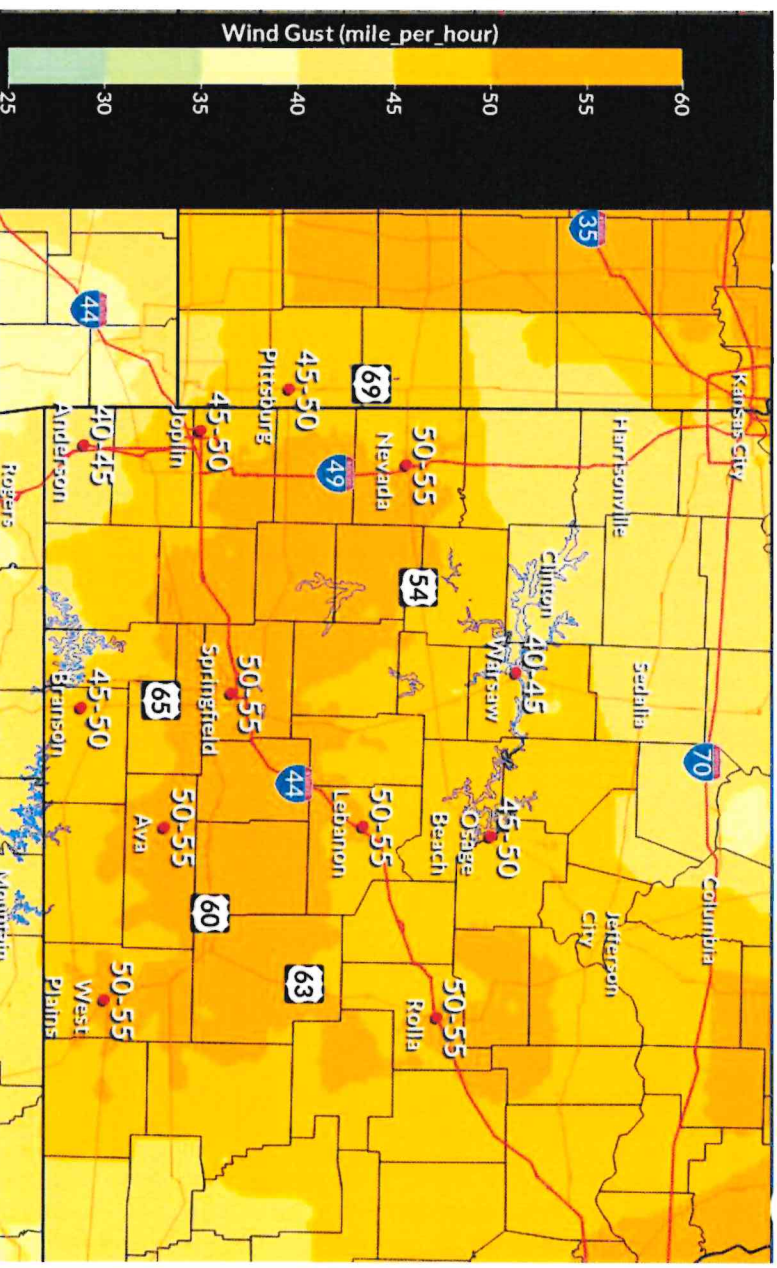 Wind Gust (mile_per_hour)
60
55
50
45
40
35
30
25
Kansas City
Columbia
70
Sedalia
Harrisonville
Jefferson
City
35
Clinton
40-45
Warsaw
45-50
Osage
Beach
50-55
Rolla
50-55
Nevada
54
50-55
Lebanon
69
49
45-50
Pittsburg
63
44
50-55
Springfield
45-50
Joplin
60
50-55
Ava
65
50-55
West
Plains
40-45
Anderson
45-50
Branson
44
Rogers